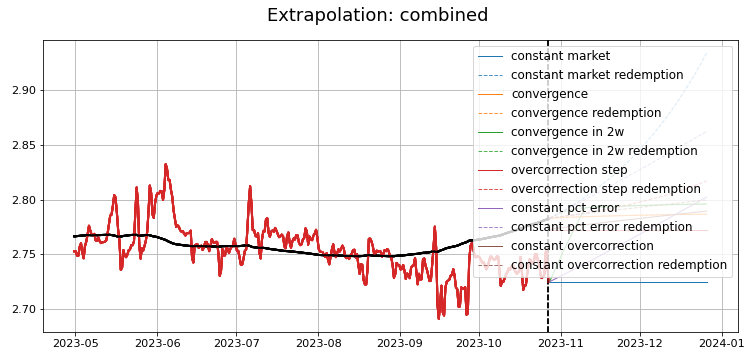 Extrapolation: combined
constant market
constant market redemption
convergence
convergence redemption
convergence in 2w
convergence in 2w redemption
overcorrection step
overcorrection step redemption
constant pct error
constant pct error redemption
constant overcorrection
constant overcorrection redemption
2.90
2.85
2.80
2.75
2.70
2023-05
2023-06
2023-07
2023-08
2023-09
2023-10
2023-11
2023-12
2024-01